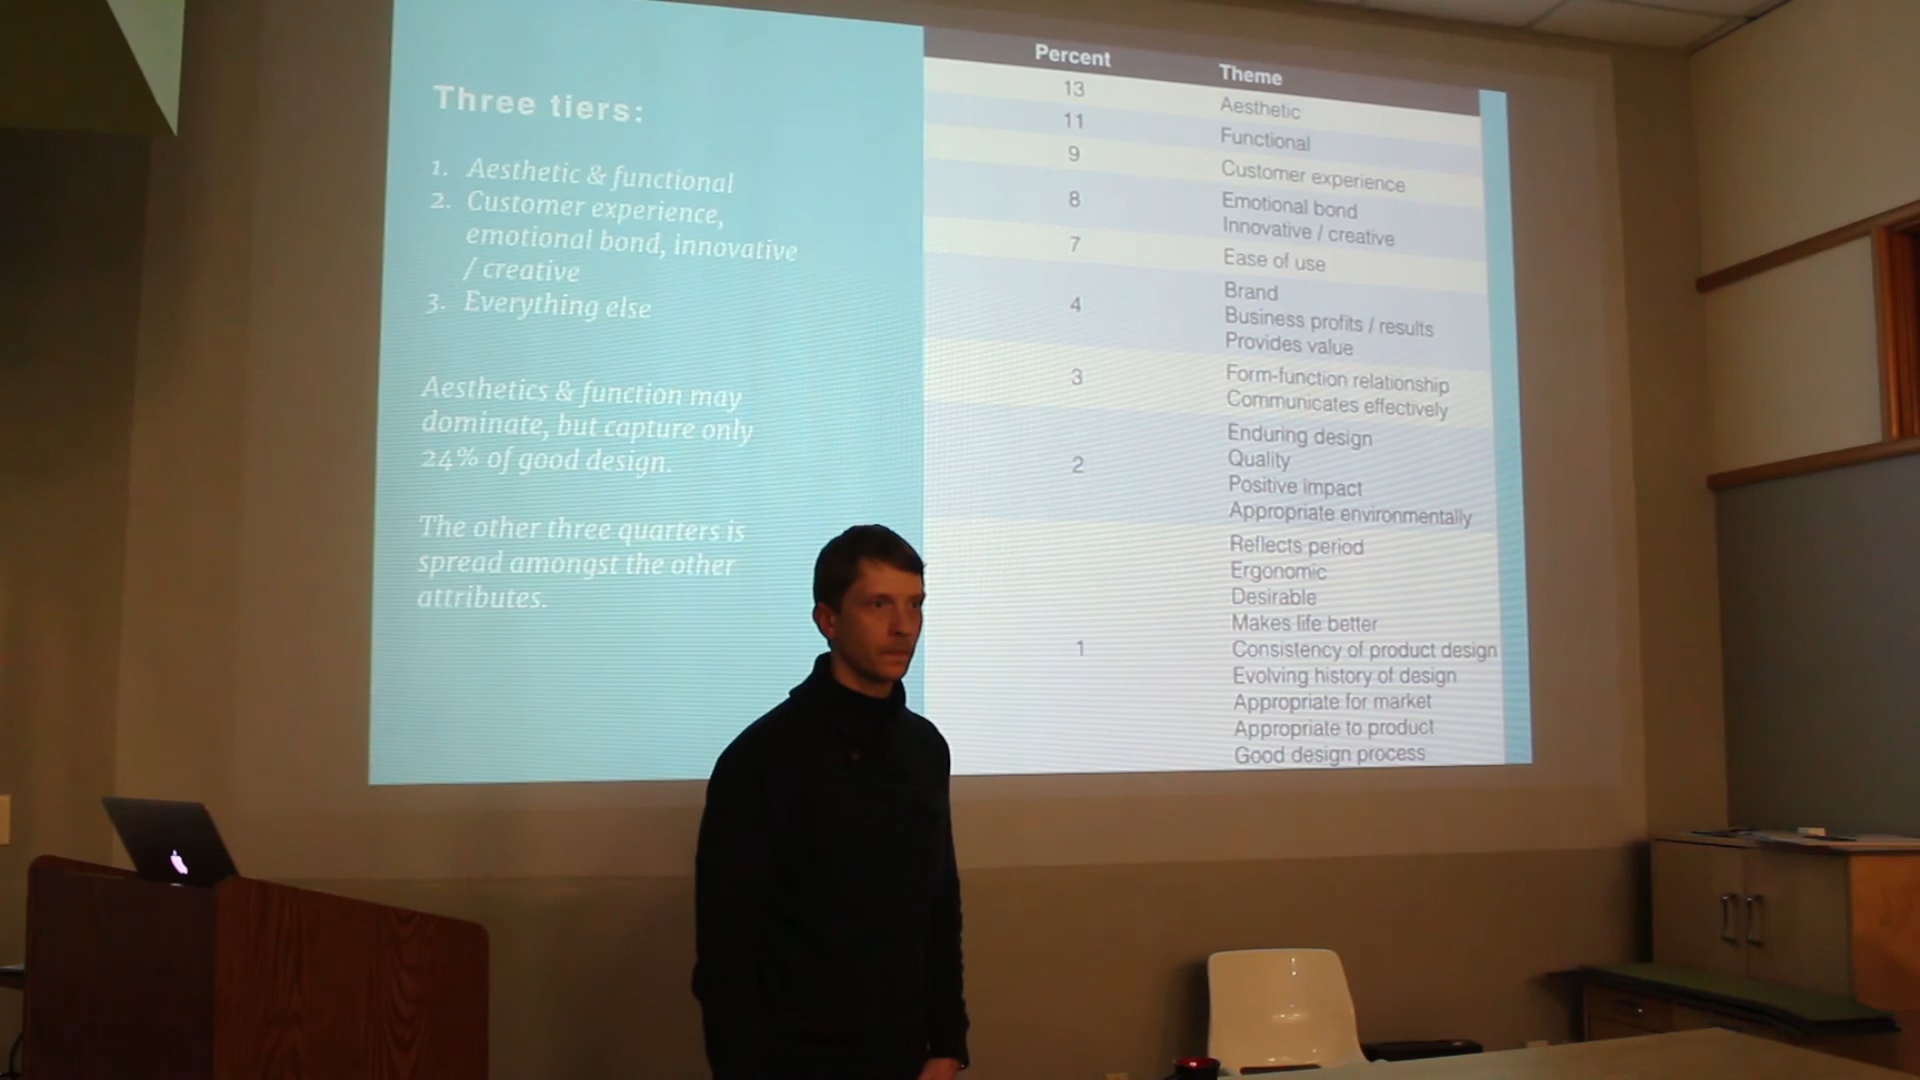 Three tiers:
1. Aesthetic & functional
2. Customer experience,
emotional bond, innovative
/ creative
3. Everything else
Aesthetics & function may
dominate, but capture only
24% of good design.
The other three quarters is
spread amongst the other
attributes.
Percent Theme
13 Aesthetic
11 Functional
9 Customer experience
8 Emotional bond
Innovative / creative
7 Ease of use
4 Brand
Business profits / results
Provides value
3 Form-function relationship
Communicates effectively
2 Enduring design
Quality
Positive impact
Appropriate environmentally
1 Reflects period
Ergonomic
Desirable
Makes life better
Consistency of product design
Evolving history of design
Appropriate for market
Appropriate to product
Good design process